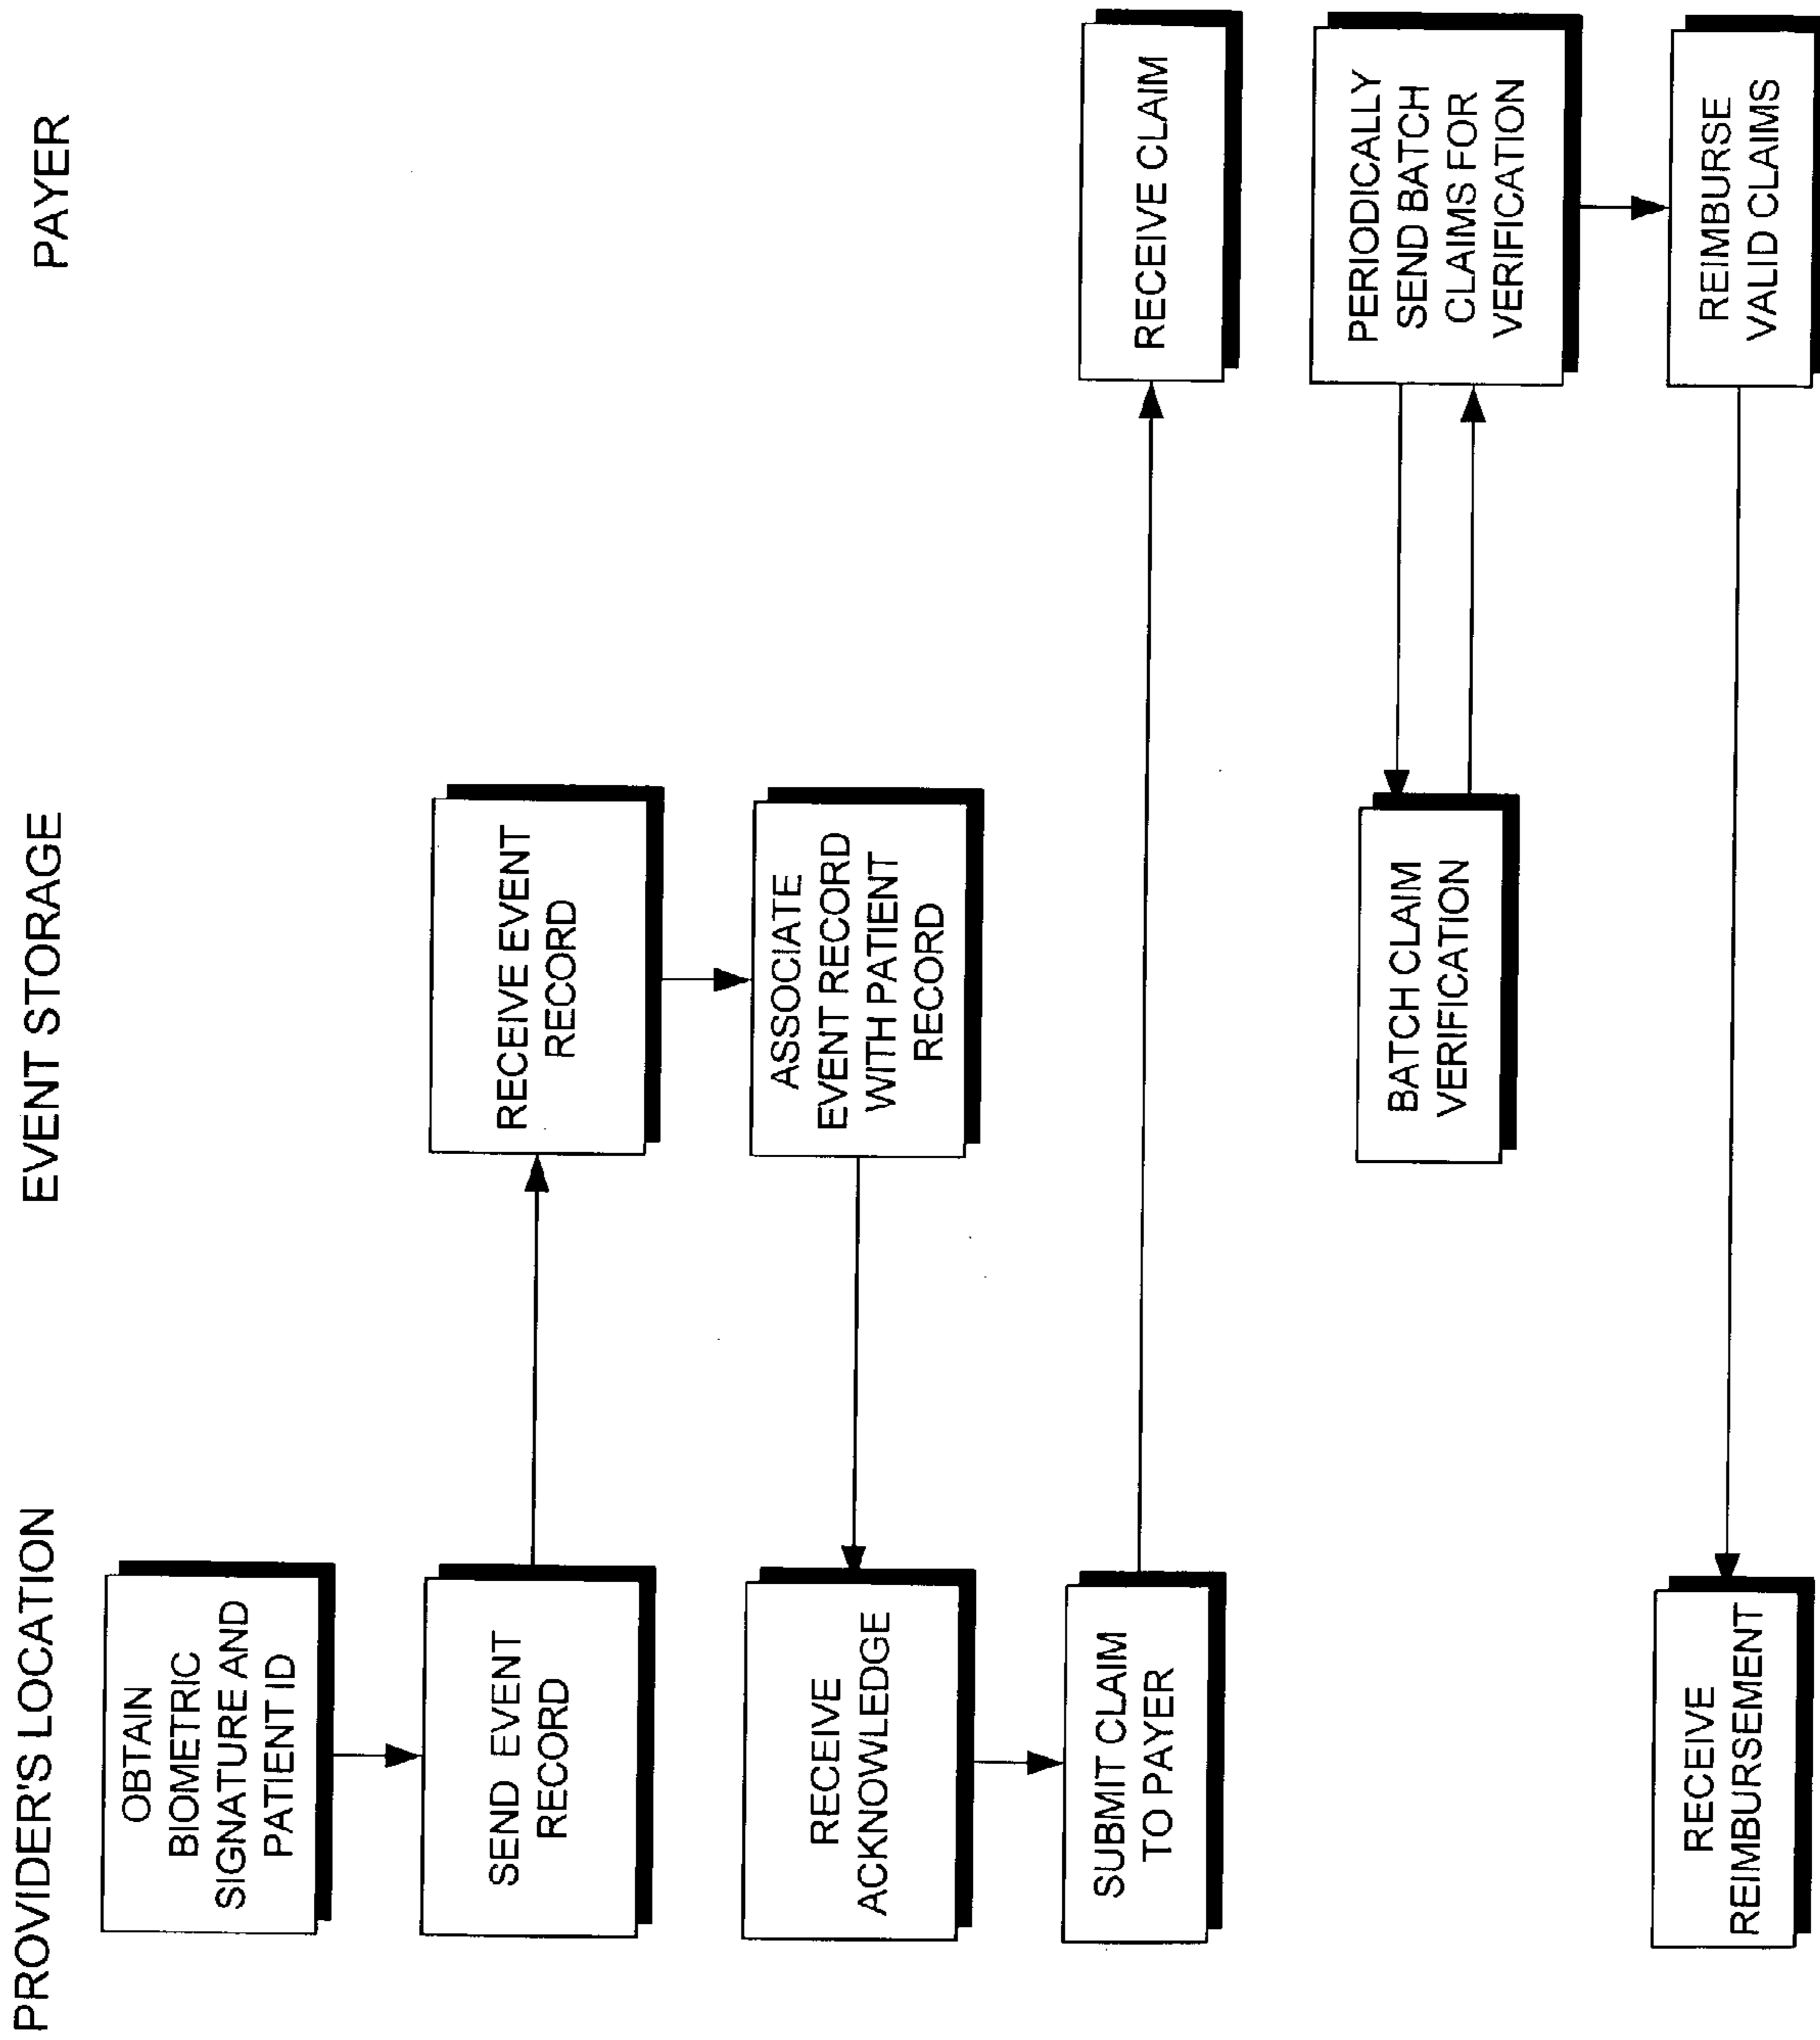 PROVIDER'S LOCATION
EVENT STORAGE
PAYER
OBTAIN
BIOMETRIC
SIGNATURE AND
PATIENT ID
SEND EVENT
RECORD
RECEIVE EVENT
RECORD
ASSOCIATE
EVENT RECORD
WITH PATIENT
RECORD
RECEIVE
ACKNOWLEDGE
SUBMIT CLAIM
TO PAYER
RECEIVE CLAIM
PERIODICALLY
SEND BATCH
CLAIMS FOR
VERIFICATION
BATCH CLAIM
VERIFICATION
REIMBURSE
VALID CLAIMS
RECEIVE
REIMBURSEMENT